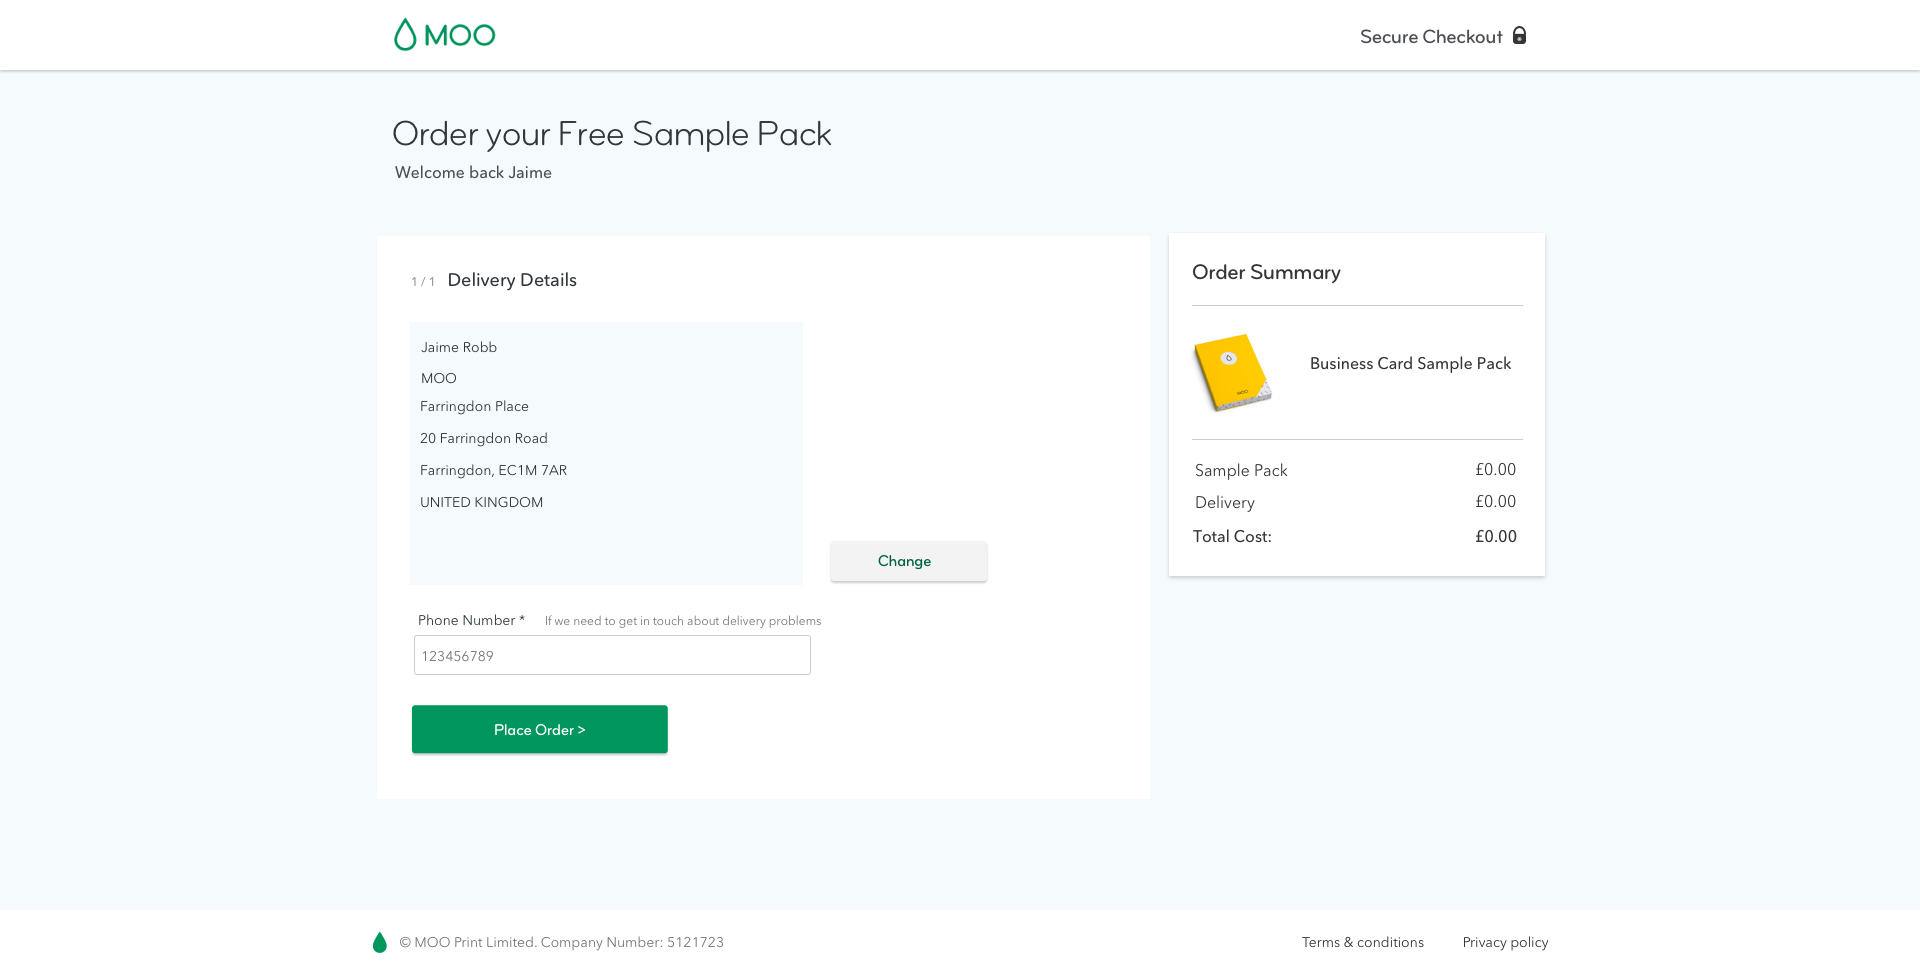 MOO
Secure Checkout
Order your Free Sample Pack
Welcome back Jaime
1 / 1 Delivery Details
Jaime Robb
MOO
Farringdon Place
20 Farringdon Road
Farringdon, EC1M 7AR
UNITED KINGDOM
Change
Phone Number * If we need to get in touch about delivery problems
123456789
Place Order >
Order Summary
MOO
Business Card Sample Pack
Sample Pack £0.00
Delivery £0.00
Total Cost: £0.00
© MOO Print Limited. Company Number: 5121723
Terms & conditions
Privacy policy